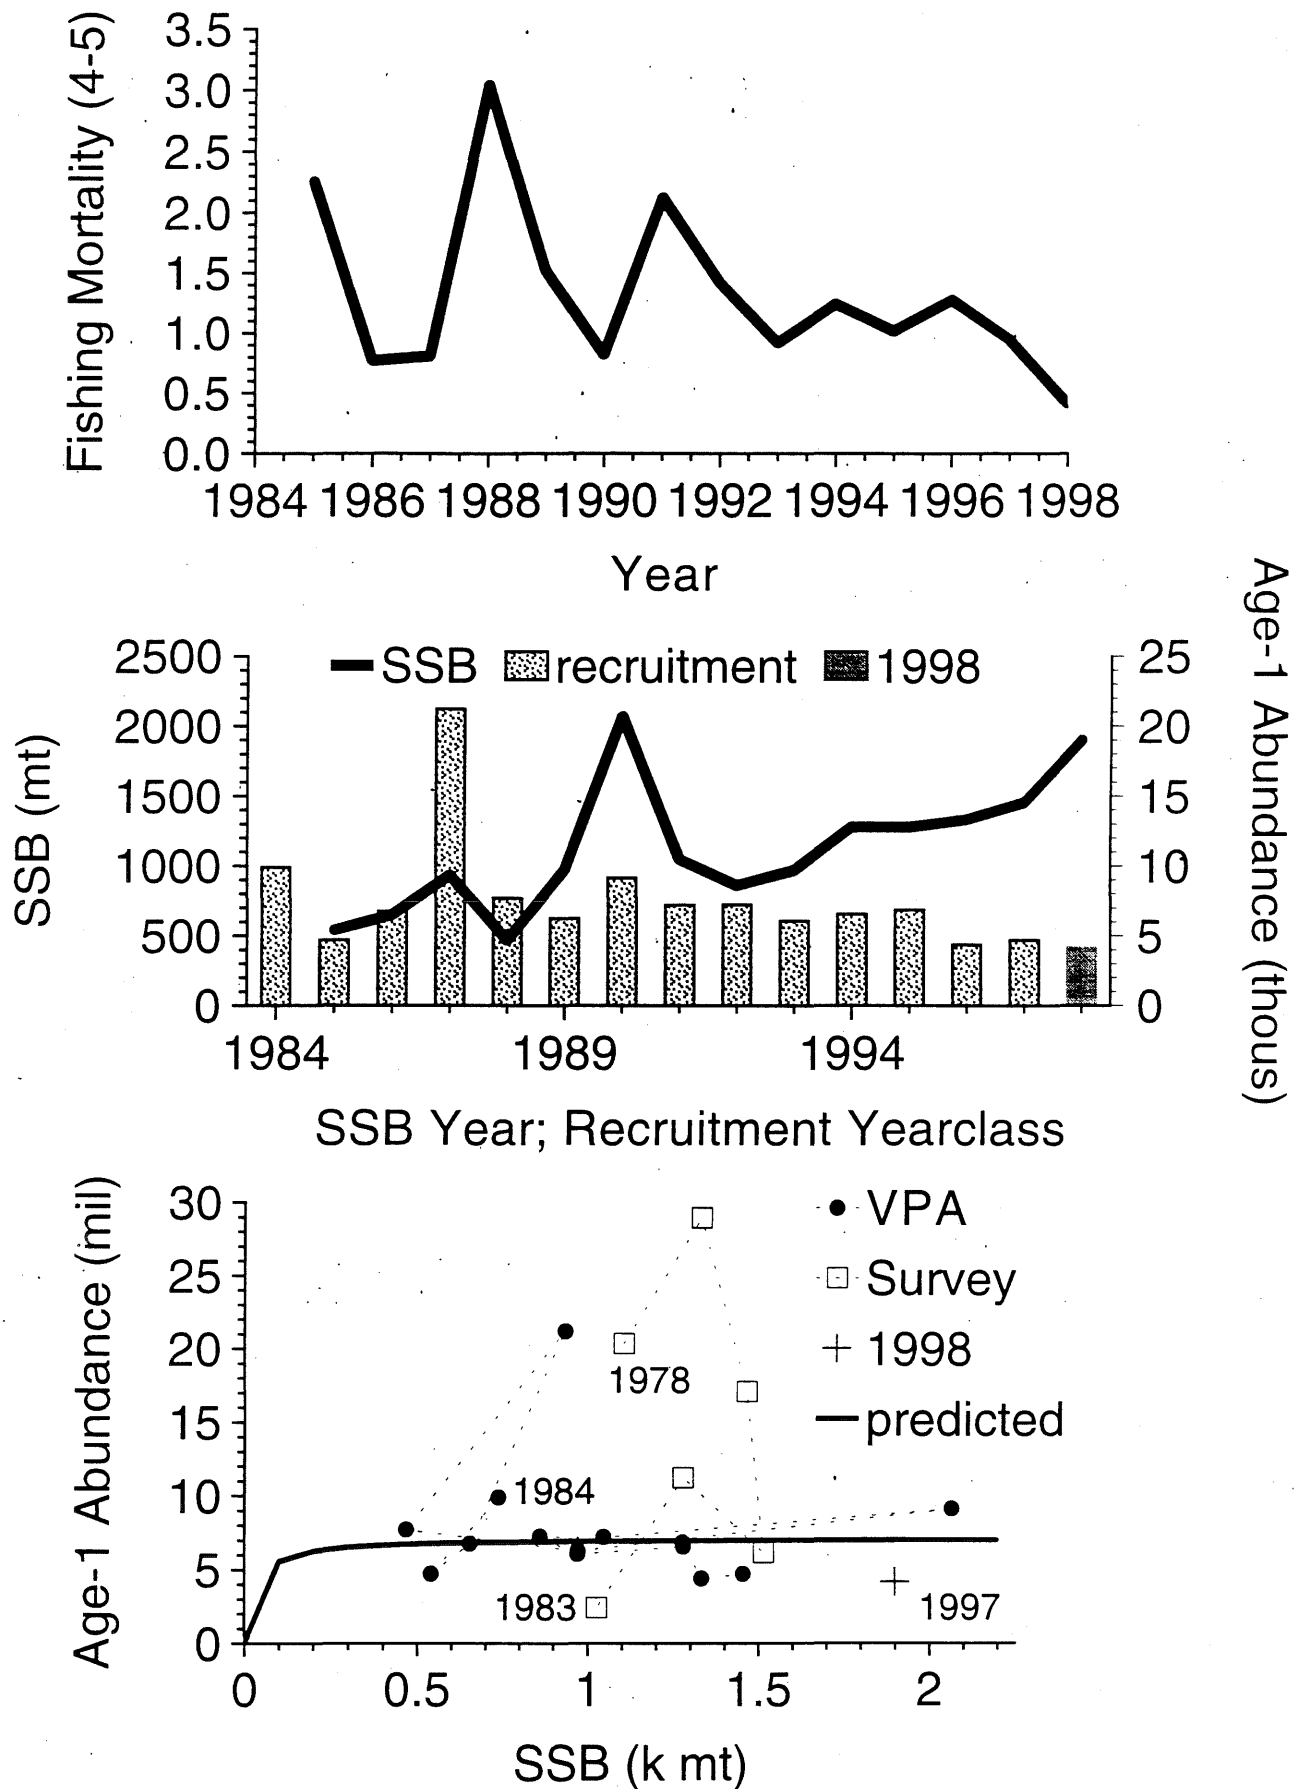 Fishing Mortality (4-5)
3.5
3.0
2.5
2.0
1.5
1.0
0.5
0.0
1984 1986 1988 1990 1992 1994 1996 1998
Year
SSB (mt)
2500
2000
1500
1000
500
0
SSB recruitment 1998
25
20
15
10
5
0
Age-1 Abundance (thous)
1984 1989 1994
SSB Year; Recruitment Yearclass
Age-1 Abundance (mil)
30
25
20
15
10
5
0
VPA
Survey
1998
predicted
1978
1984
1983
1997
0 0.5 1 1.5 2
SSB (k mt)